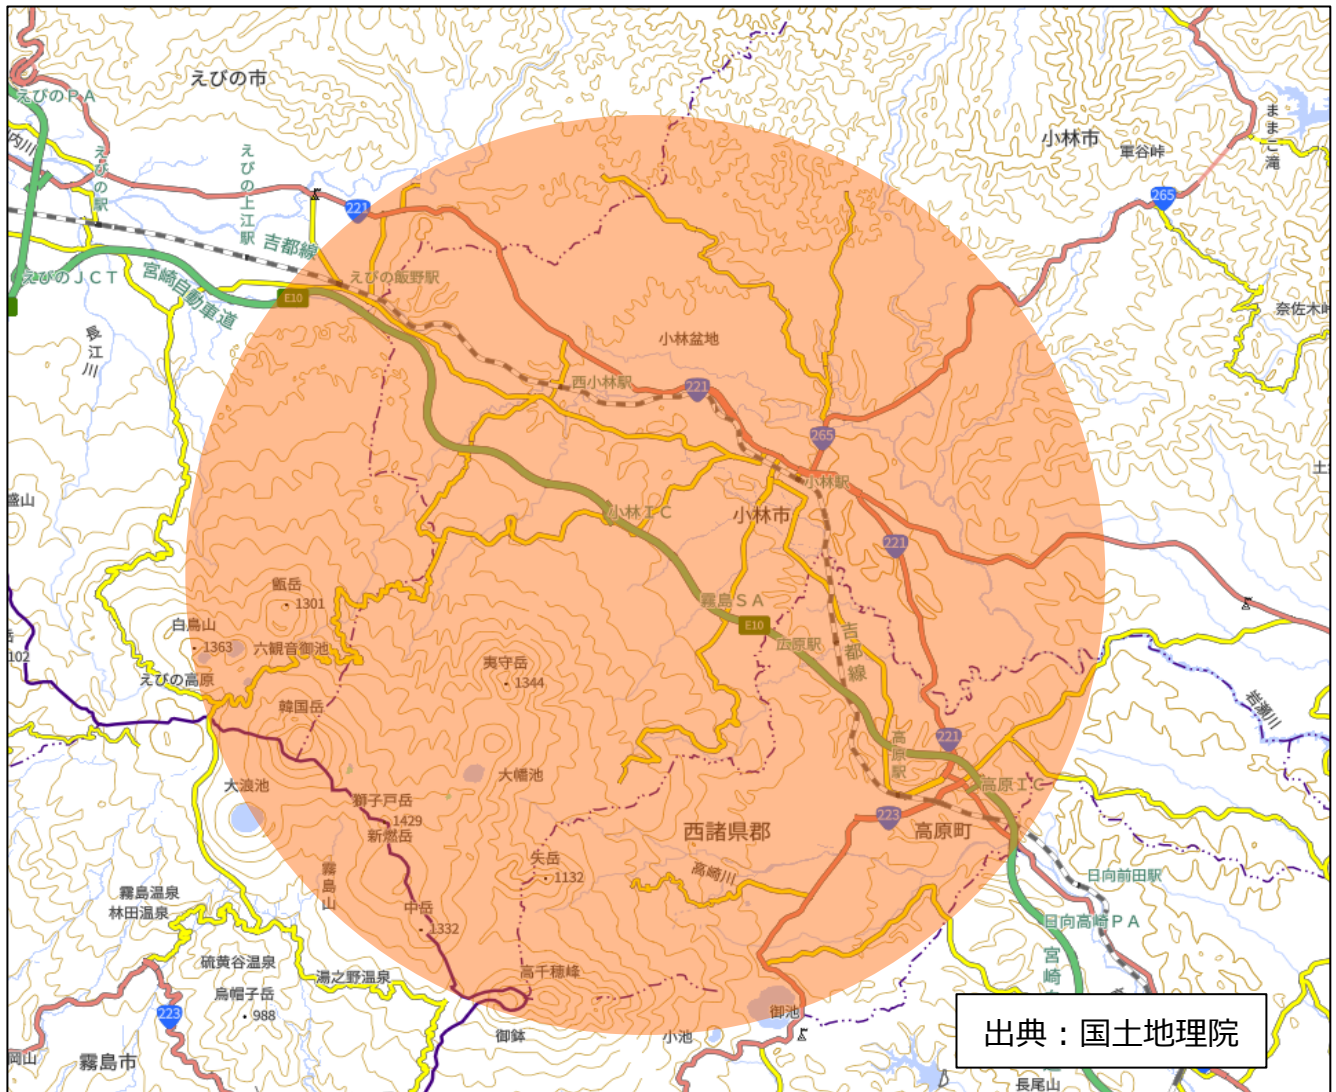 えびの市
えびのＰＡ
内川
えびの駅
えびの上江駅
221
吉都線
えびの飯野駅
えびのＪＣＴ
宮崎自動車道
E10
長江川
小林市
軍谷峠
ままこ滝
265
小林盆地
西小林駅
221
265
小林駅
小林ＩＣ
小林市
221
霧島ＳＡ
E10
広原駅
吉都線
甑岳
1301
白鳥山
1363
六観音御池
えびの高原
韓国岳
夷守岳
1344
大浪池
大幡池
獅子戸岳
1429
新燃岳
霧島山
矢岳
1132
中岳
1332
西諸県郡
高崎川
高原駅
221
高原ＩＣ
223
高原町
岩瀬川
日向前田駅
日向高崎ＰＡ
宮崎
霧島温泉
林田温泉
硫黄谷温泉
烏帽子岳
988
湯之野温泉
223
霧島市
岡山
高千穂峰
御鉢
小池
御池
長尾山
盛山
102
出典：国土地理院